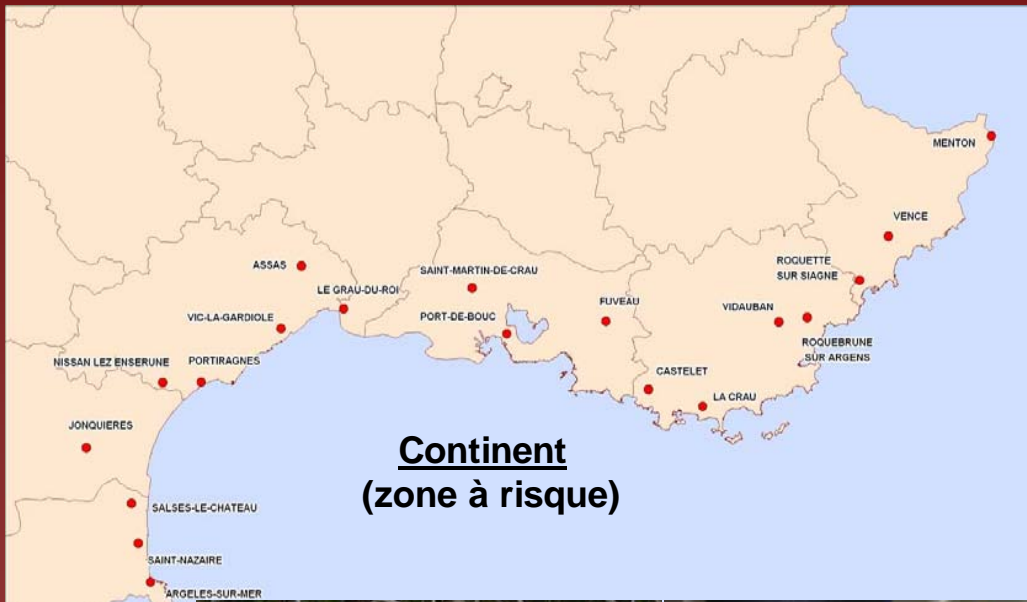 MENTON
VENCE
ROQUETTE
SUR SIAGNE
ASSAS
SAINT-MARTIN-DE-CRAU
LE GRAU-DU-ROI
FUVEAU
VIDAUBAN
PORT-DE-BOUC
VIC-LA-GARDIOLE
ROQUEBRUNE
SUR ARGENS
NISSAN LEZ ENSERUNE
PORTIRAGNES
CASTELET
LA CRAU
JONQUIERES
Continent
(zone à risque)
SALSES-LE-CHATEAU
SAINT-NAZAIRE
ARGELES-SUR-MER